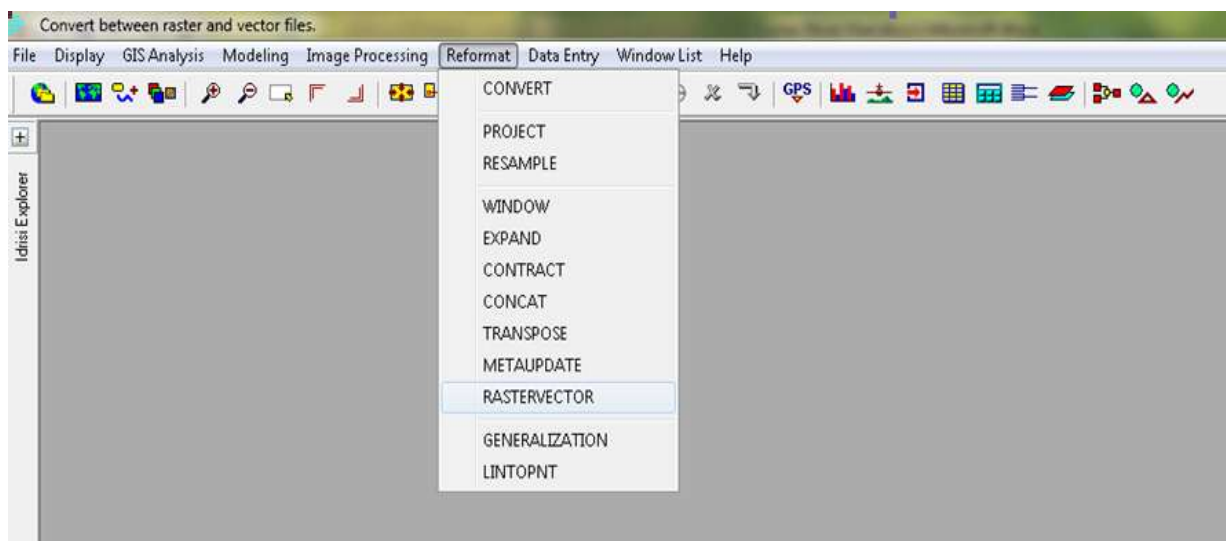 Convert between raster and vector files.
File Display GIS Analysis Modeling Image Processing Reformat Data Entry Window List Help
GPS
Idrisi Explorer
CONVERT
PROJECT
RESAMPLE
WINDOW
EXPAND
CONTRACT
CONCAT
TRANSPOSE
METAUPDATE
RASTERVECTOR
GENERALIZATION
LINTOPNT